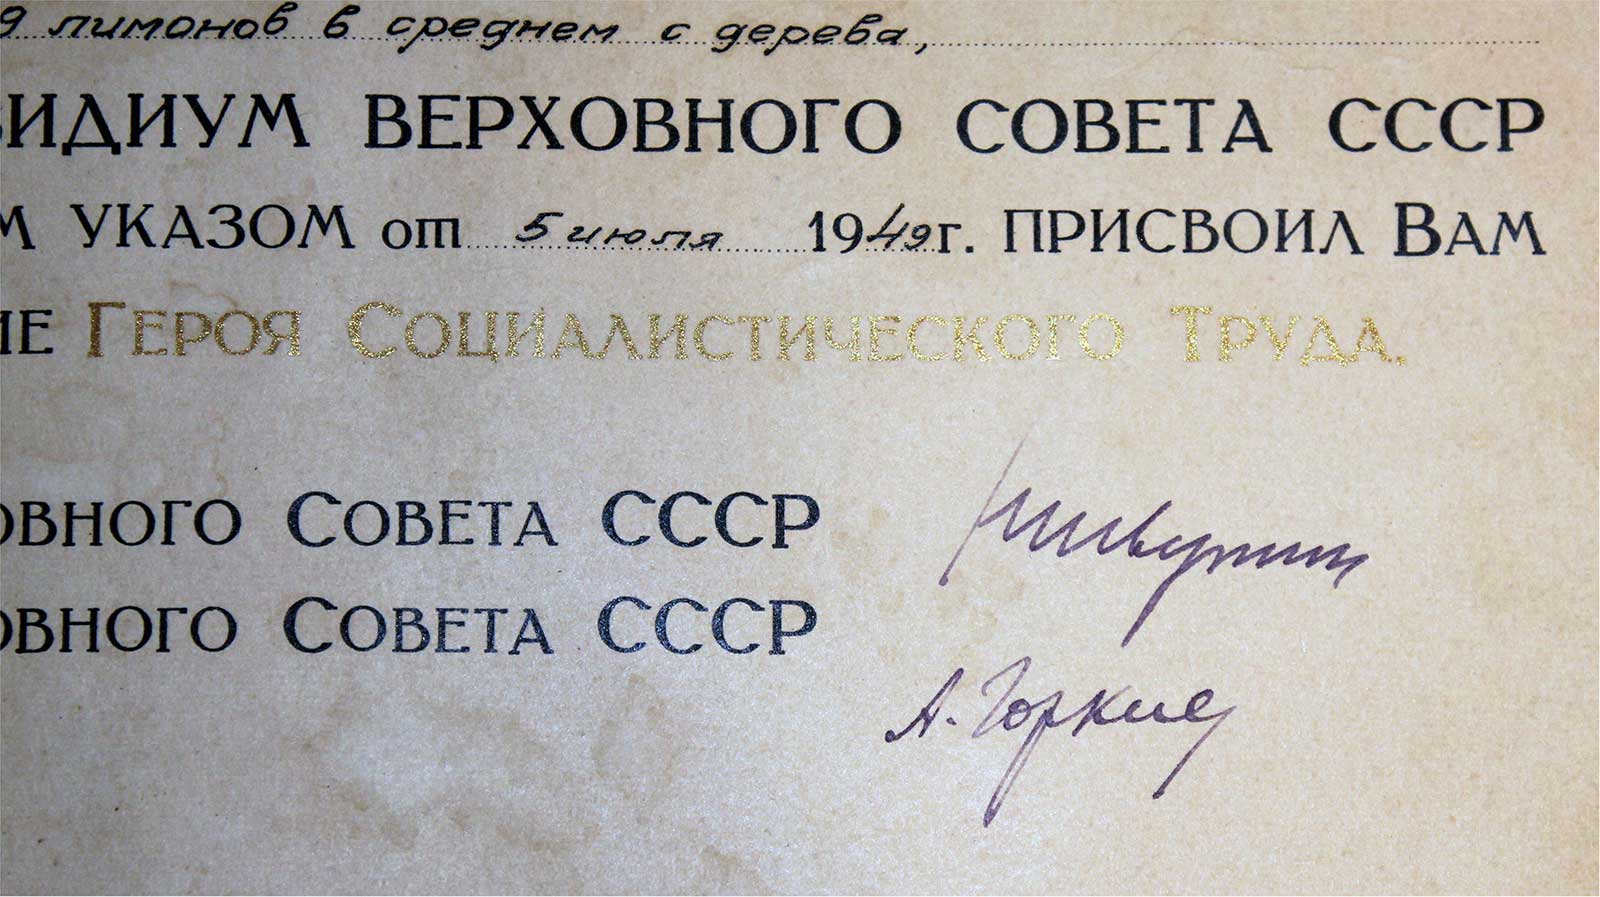 9 лимонов в среднем с дерева,
ЗИДИУМ ВЕРХОВНОГО СОВЕТА СССР
М УКАЗОМ от 5 июля 1949г. ПРИСВОИЛ ВАМ
ИЕ ГЕРОЯ СОЦИАЛИСТИЧЕСКОГО ТРУДА.
ОВНОГО СОВЕТА СССР
ОВНОГО СОВЕТА СССР
А. Горкин